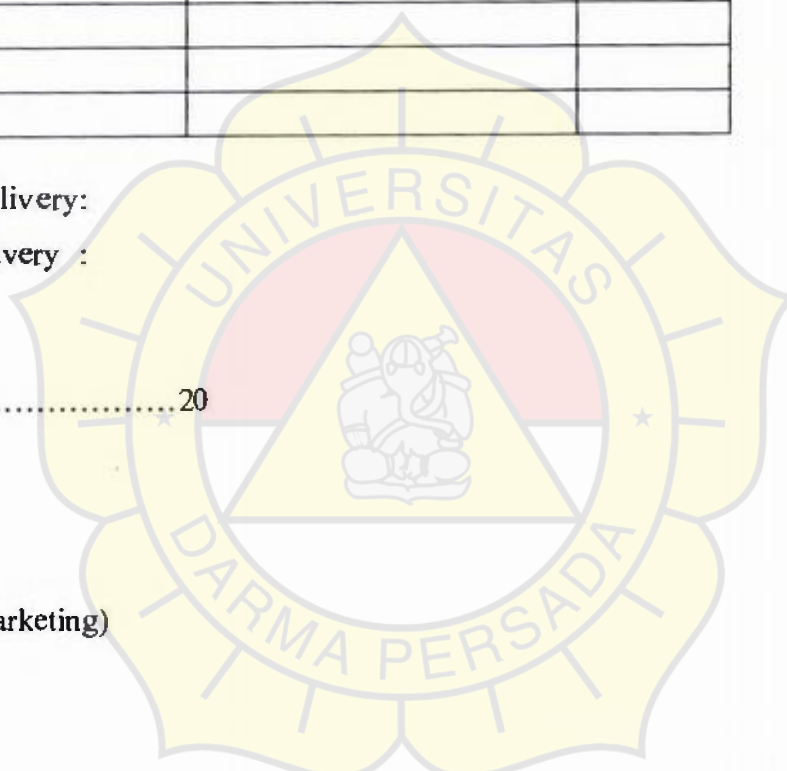 livery:
very :
UNIVERSITAS
..................20
DARMA PERSADA
arketing)